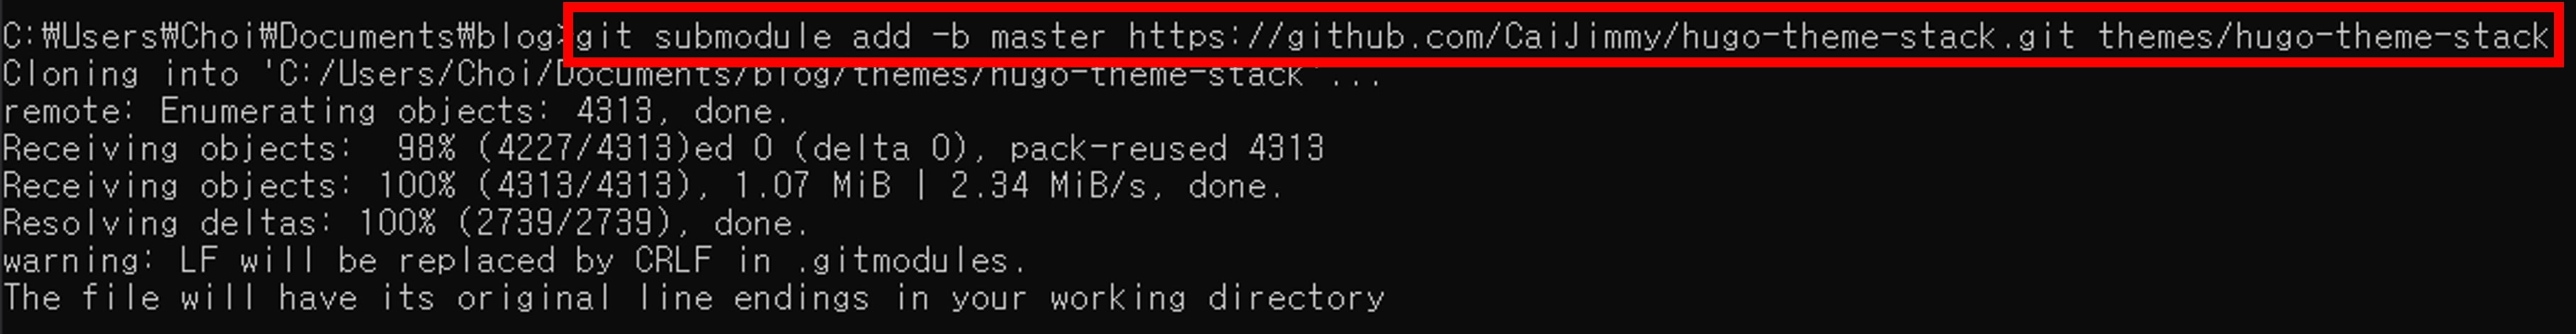 C:₩Users₩Choi₩Documents₩blog>git submodule add -b master https://github.com/CaiJimmy/hugo-theme-stack.git themes/hugo-theme-stack
Cloning into 'C:/Users/Choi/Documents/blog/themes/hugo-theme-stack'...
remote: Enumerating objects: 4313, done.
Receiving objects:  98% (4227/4313)ed 0 (delta 0), pack-reused 4313
Receiving objects: 100% (4313/4313), 1.07 MiB | 2.34 MiB/s, done.
Resolving deltas: 100% (2739/2739), done.
warning: LF will be replaced by CRLF in .gitmodules.
The file will have its original line endings in your working directory